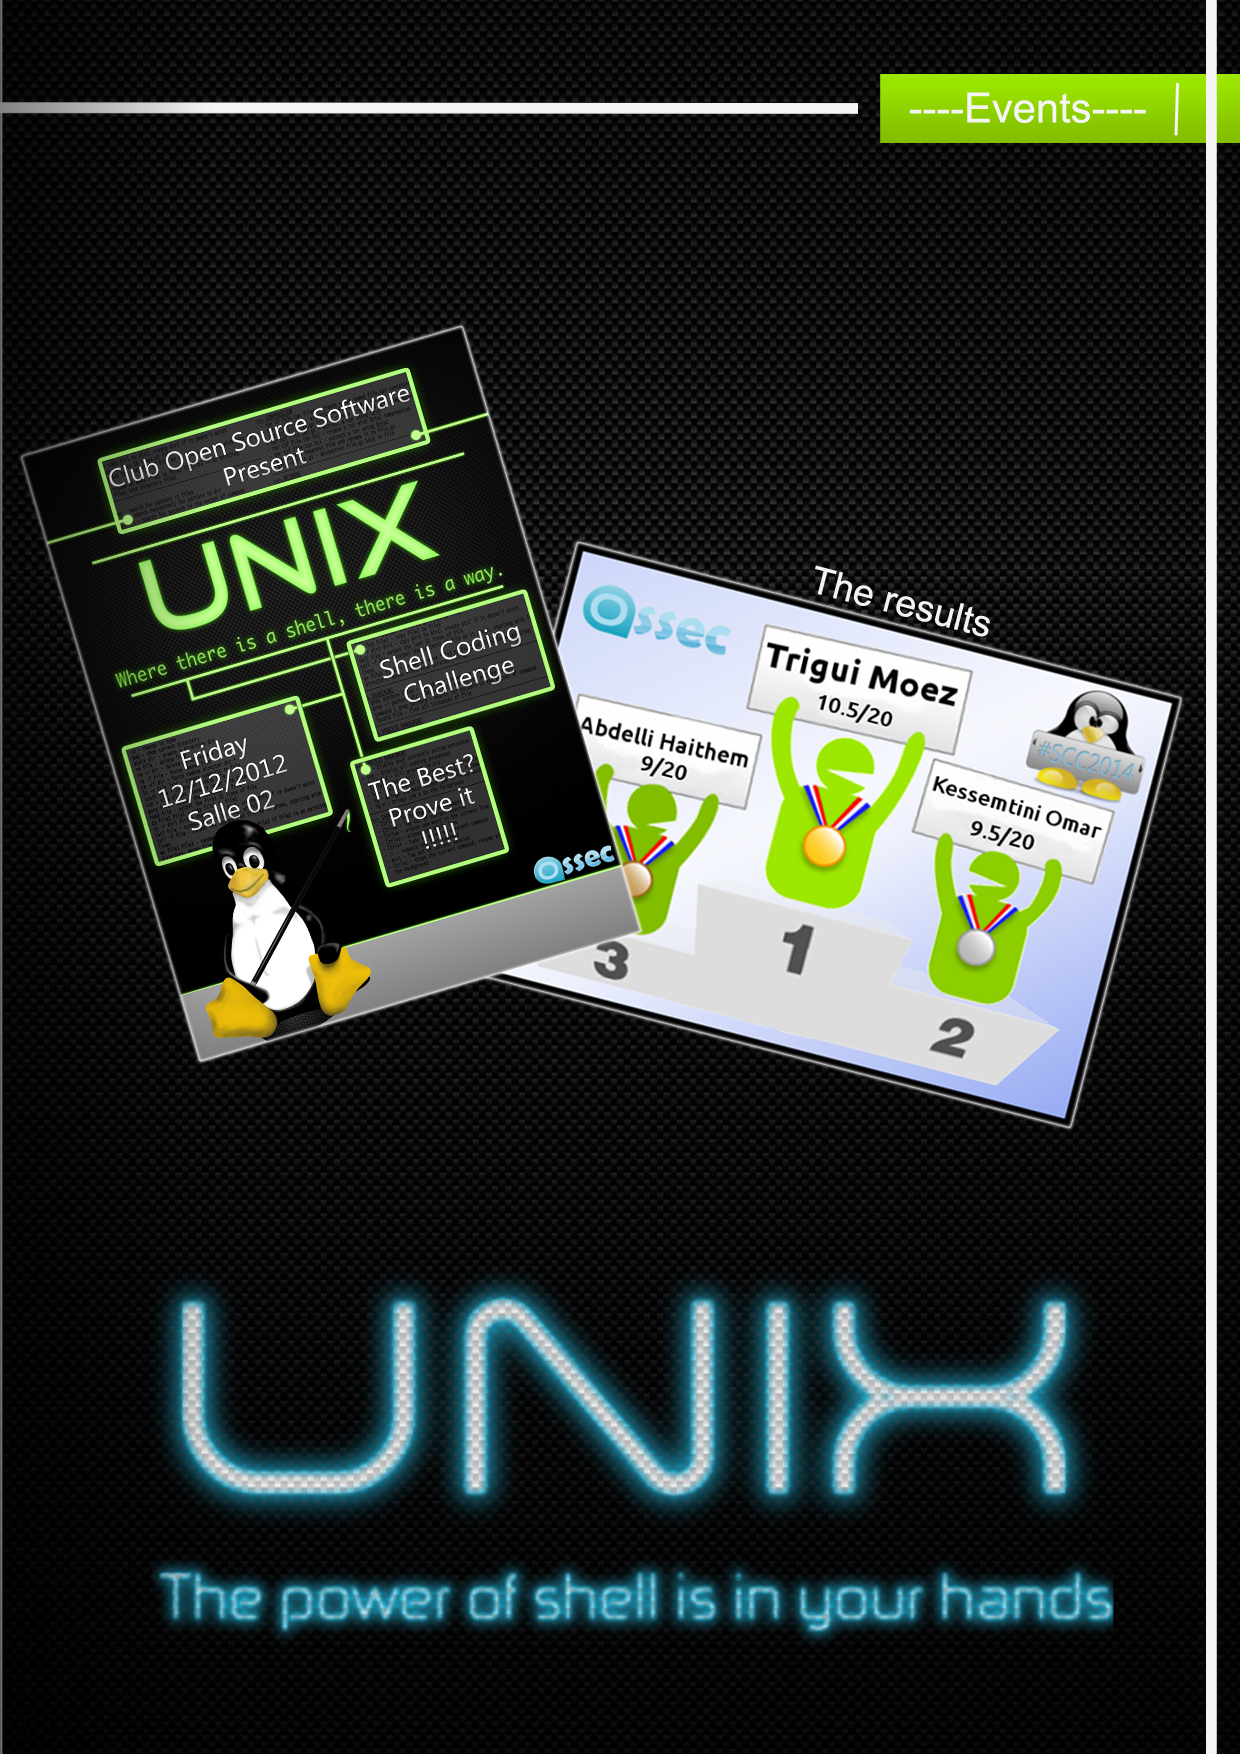 ----Events----
Club Open Source Software
Present
UNIX
Where there is a shell, there is a way.
Shell Coding
Challenge
Friday
12/12/2012
Salle 02
The Best?
Prove it
!!!!!
assec
The results
assec
Trigui Moez
10.5/20
Abdelli Haithem
9/20
#SCC2014
Kessemtini Omar
9.5/20
1
3
2
UNIX
The power of shell is in your hands